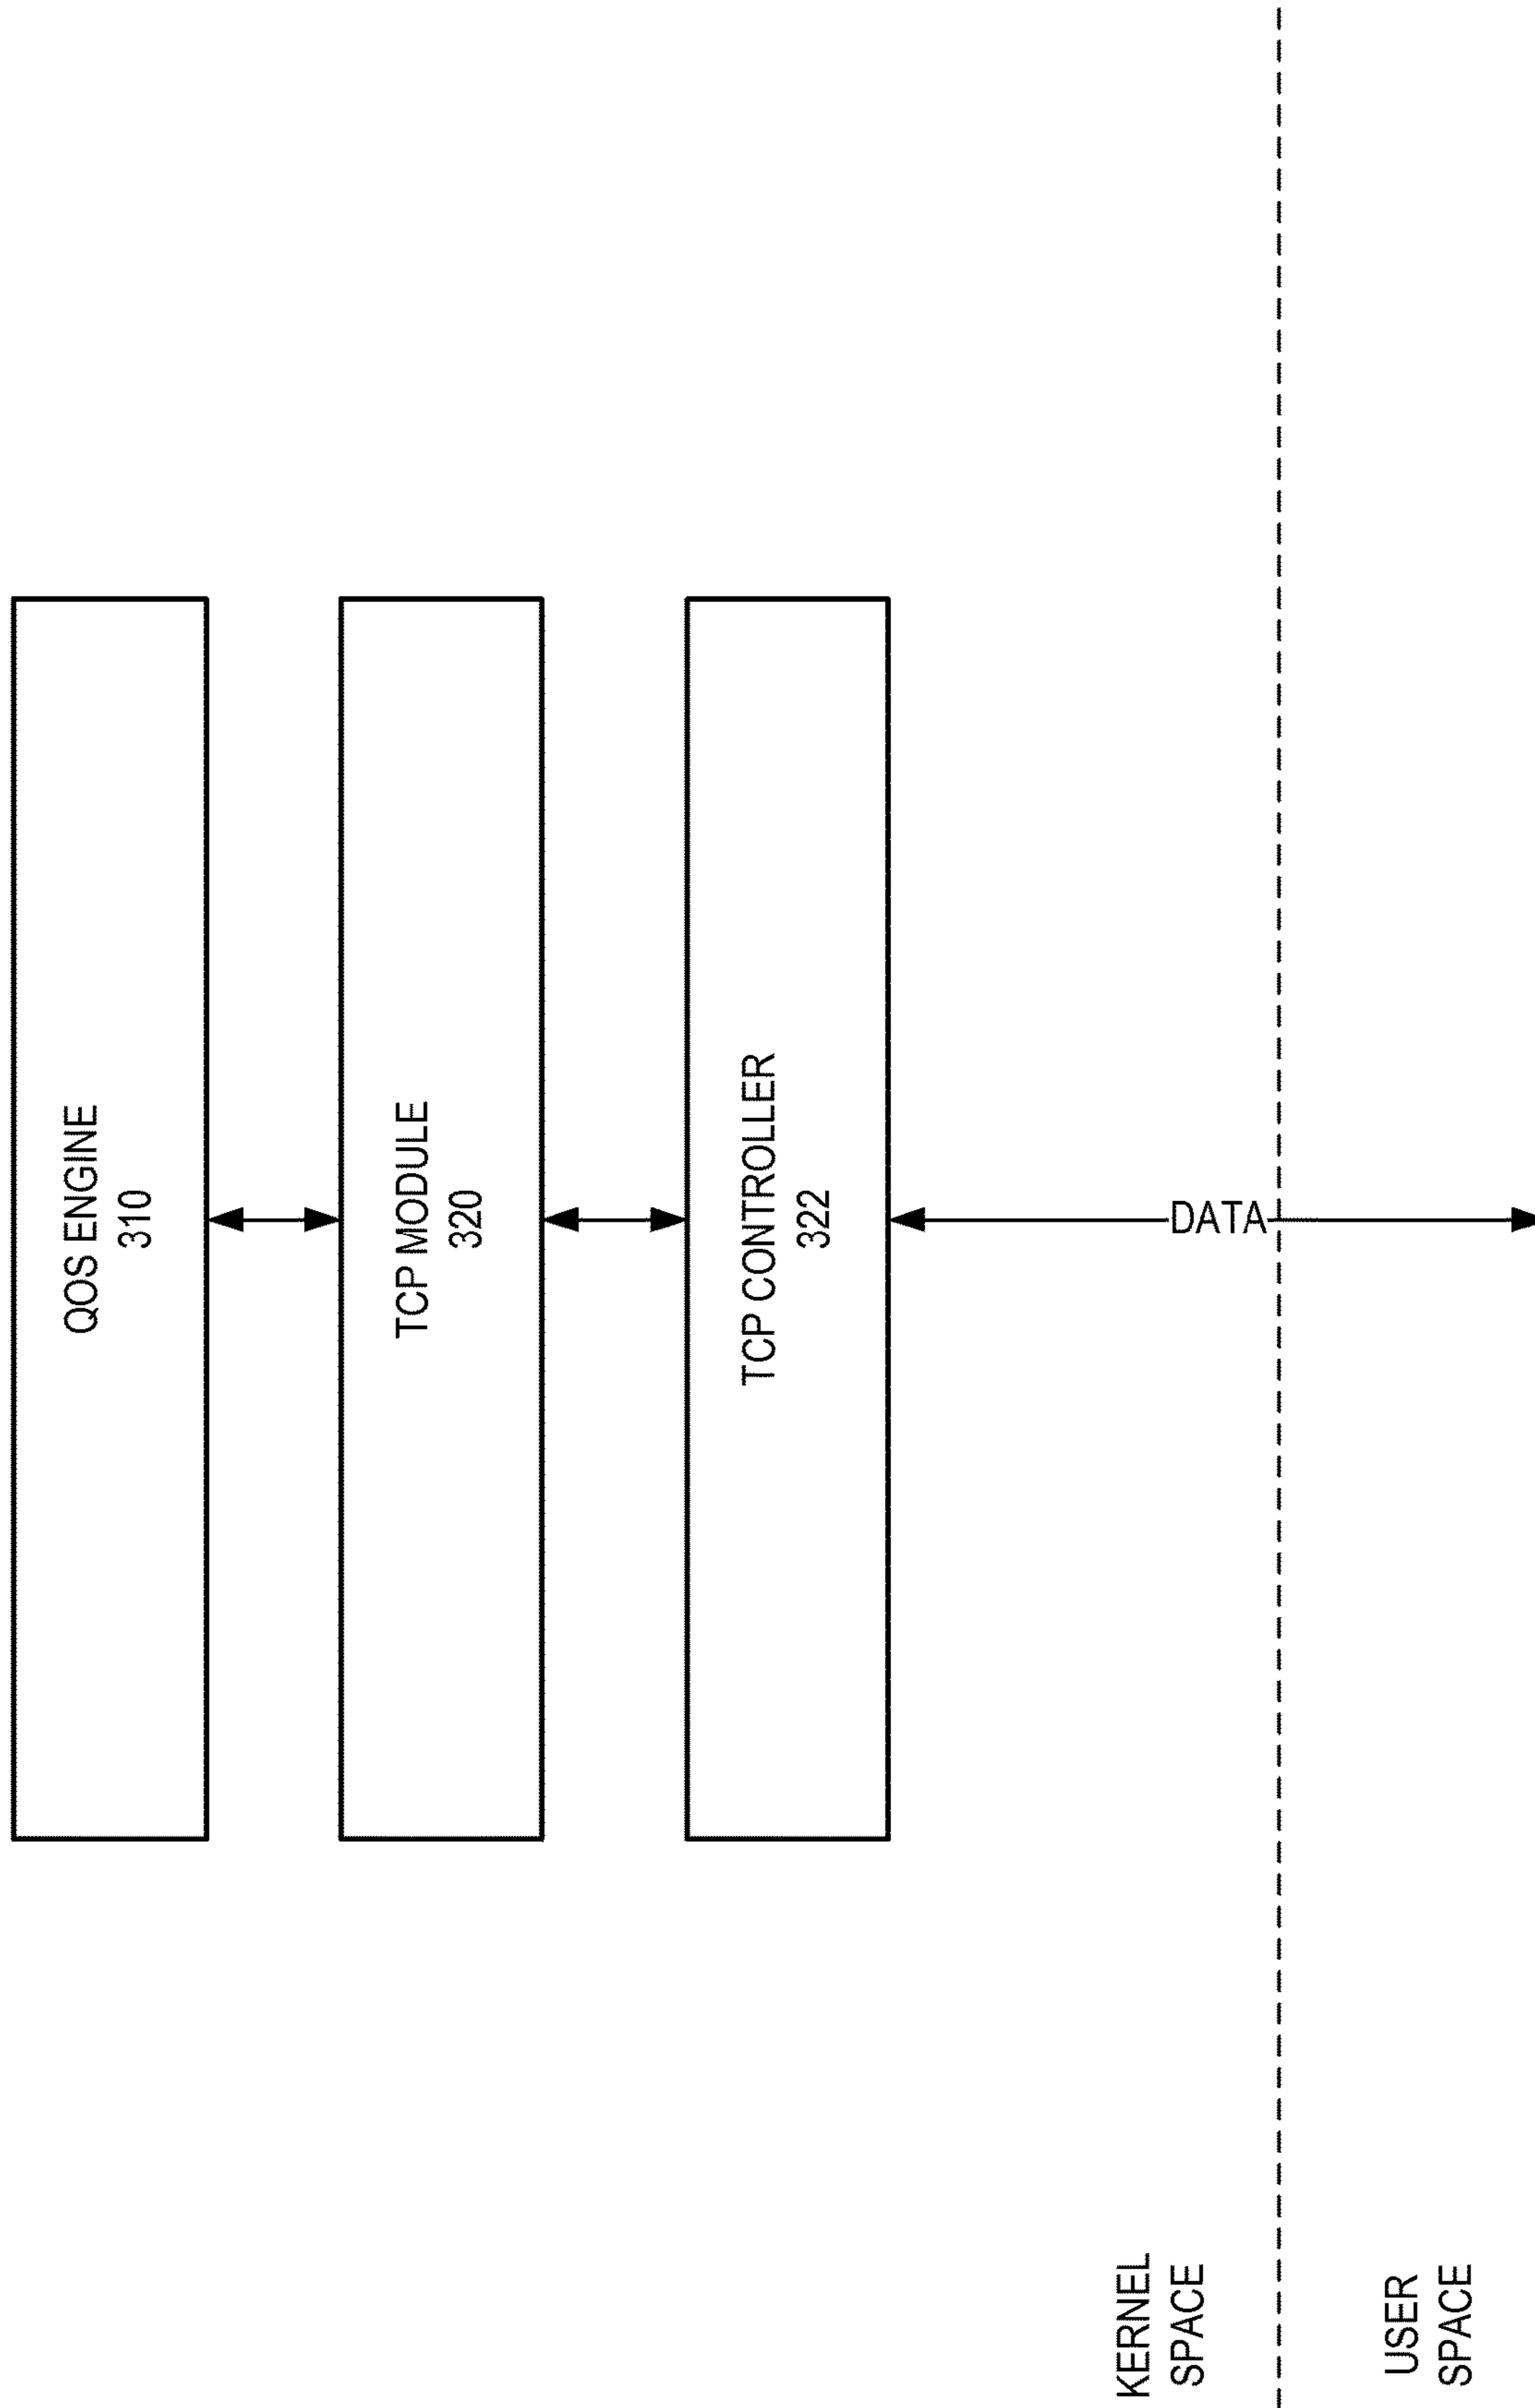 QOS ENGINE
310
TCP MODULE
320
TCP CONTROLLER
322
DATA
KERNEL
SPACE
USER
SPACE